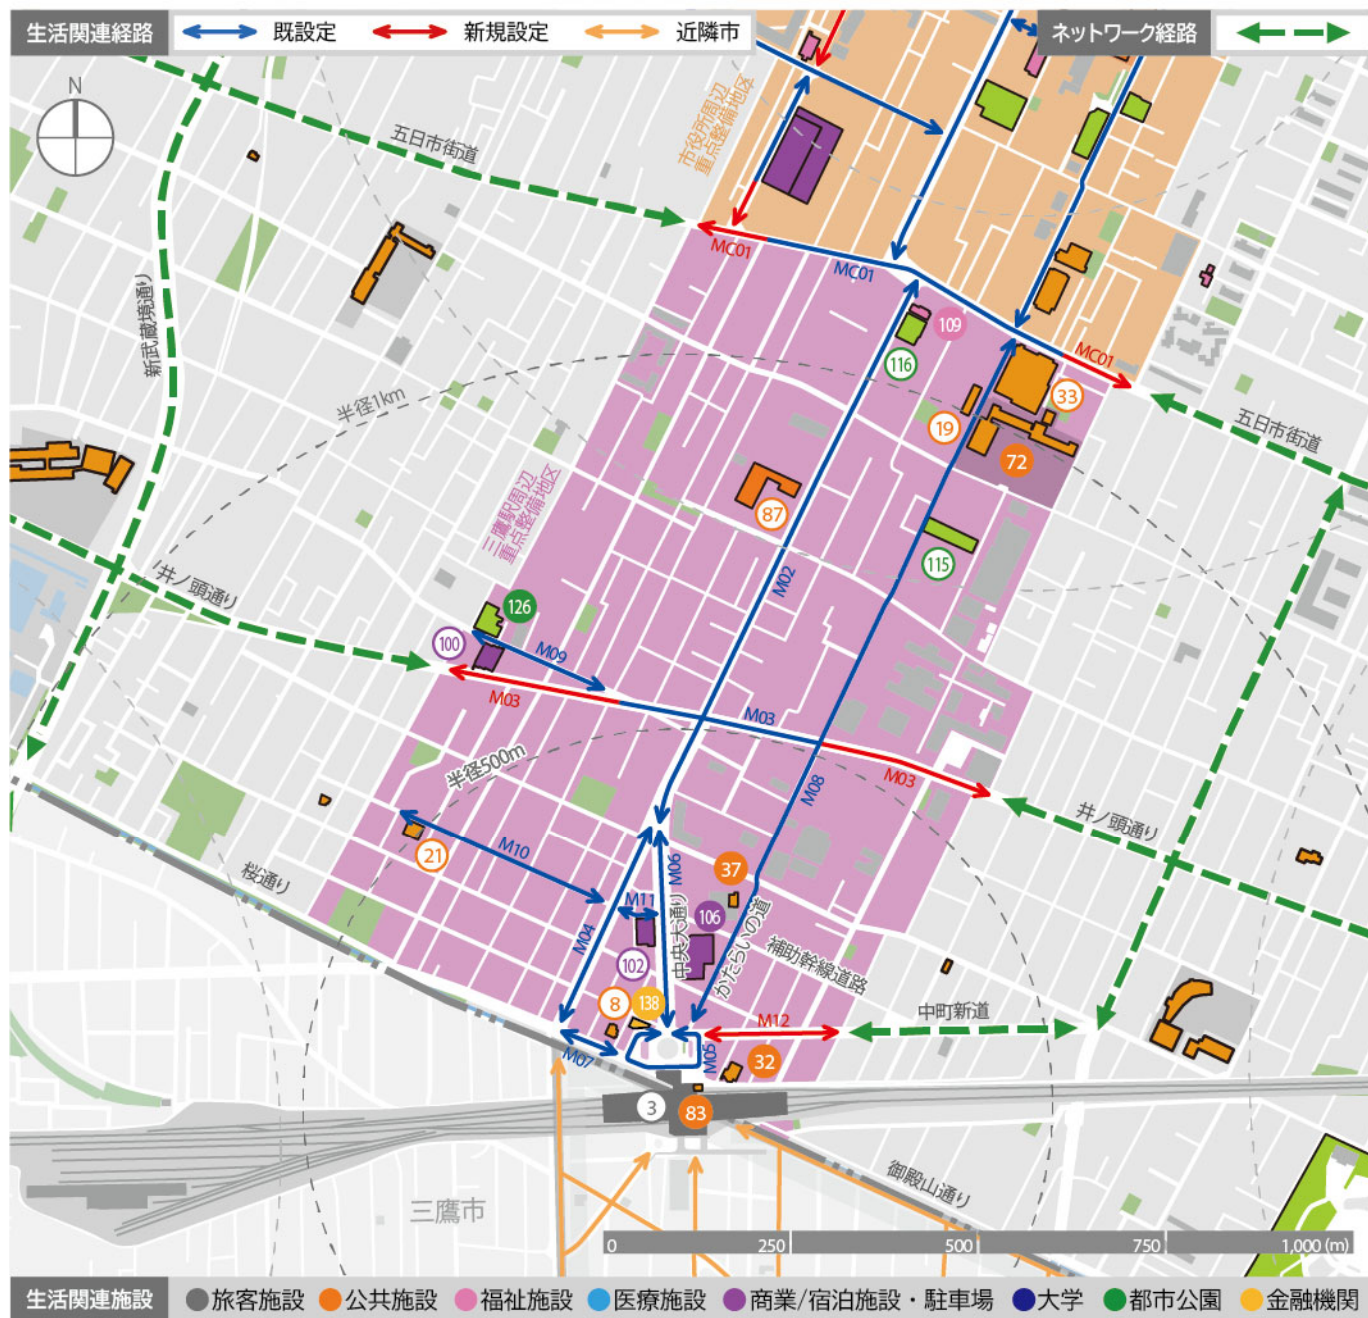 生活関連経路 既設定 新規設定 近隣市 ネットワーク経路
N
五日市街道
市役所周辺
重点整備地区
新武蔵境通り
MC01
MC01
MC01
109
116
33
19
72
五日市街道
半径1km
三鷹駅周辺
重点整備地区
87
115
M02
井ノ頭通り
126
100
M09
M03
M03
M03
M08
半径500m
井ノ頭通り
21
M10
桜通り
M06
37
M11
106
M04
中央大通り
かたらいの道
102
補助幹線道路
8
138
中町新道
M12
M07
M05
32
3
83
御殿山通り
三鷹市
0 250 500 750 1,000 (m)
生活関連施設 旅客施設 公共施設 福祉施設 医療施設 商業/宿泊施設・駐車場 大学 都市公園 金融機関